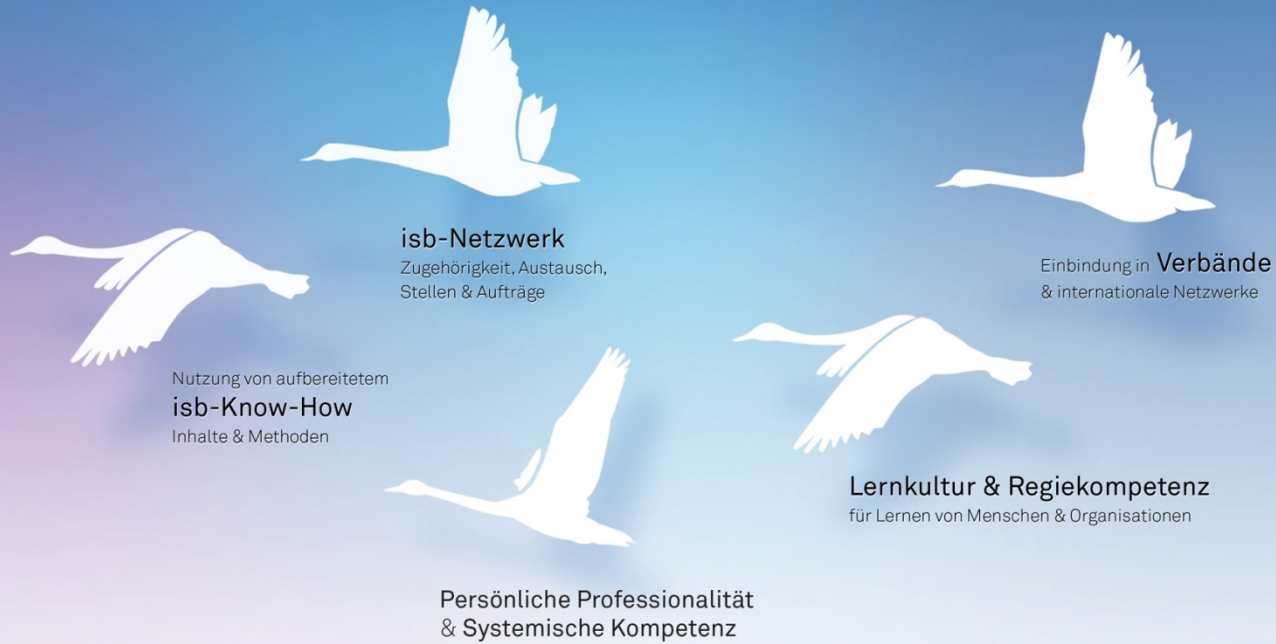 isb-Netzwerk
Zugehörigkeit, Austausch,
Stellen & Aufträge
Einbindung in Verbände
& internationale Netzwerke
Nutzung von aufbereitetem
isb-Know-How
Inhalte & Methoden
Lernkultur & Regiekompetenz
für Lernen von Menschen & Organisationen
Persönliche Professionalität
& Systemische Kompetenz